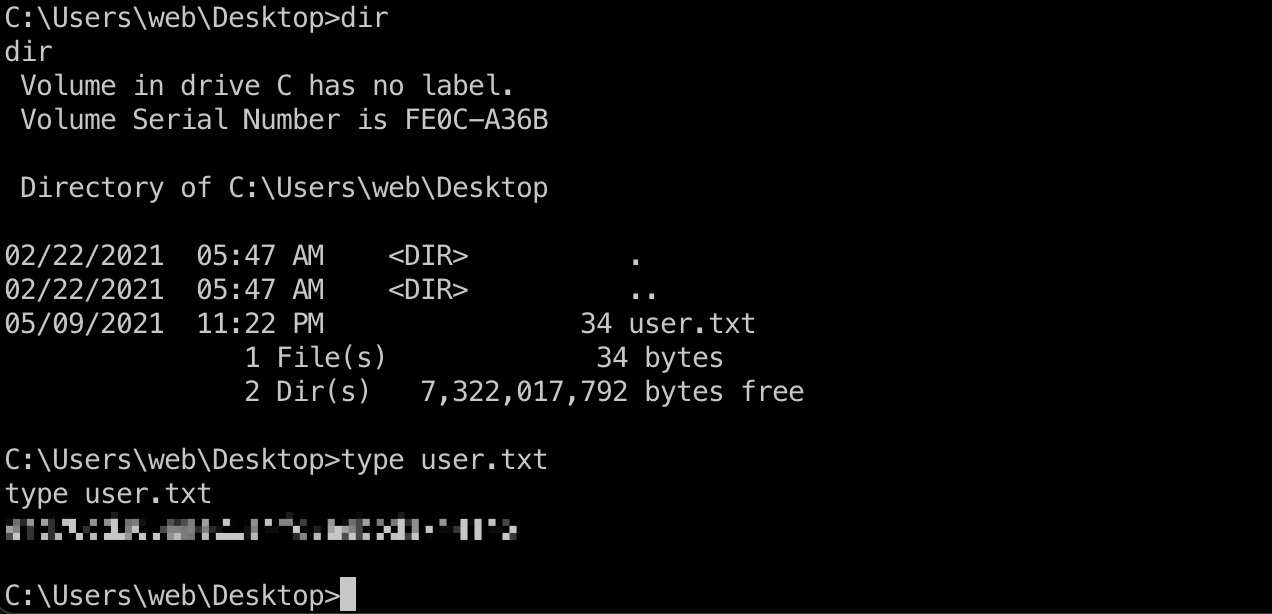 C:\Users\web\Desktop>dir
dir
 Volume in drive C has no label.
 Volume Serial Number is FE0C-A36B

 Directory of C:\Users\web\Desktop

02/22/2021  05:47 AM    <DIR>          .
02/22/2021  05:47 AM    <DIR>          ..
05/09/2021  11:22 PM                34 user.txt
               1 File(s)             34 bytes
               2 Dir(s)   7,322,017,792 bytes free

C:\Users\web\Desktop>type user.txt
type user.txt

C:\Users\web\Desktop>